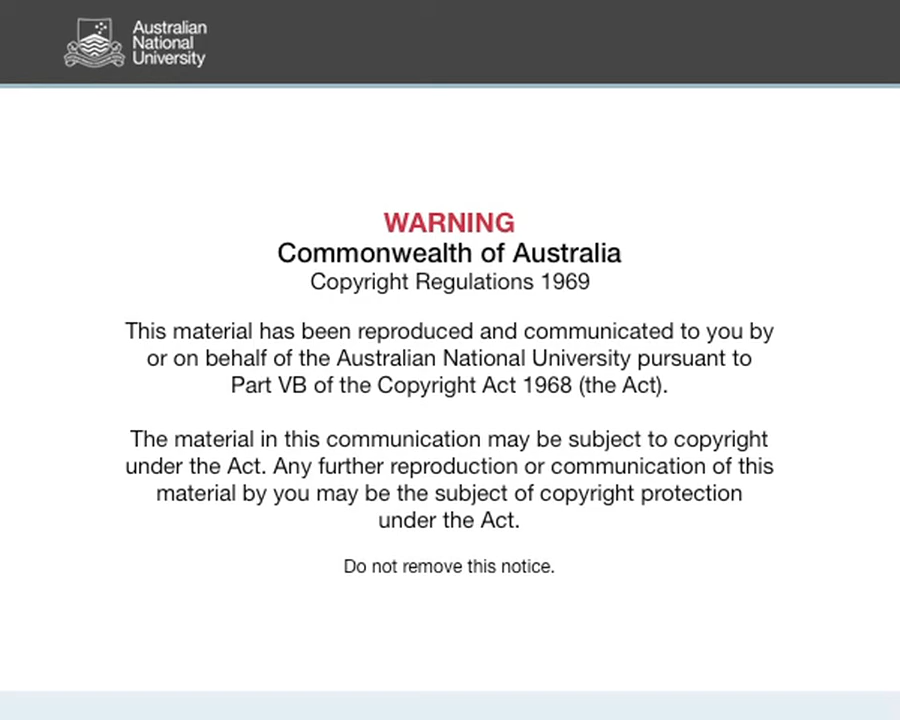 Australian
National
University
WARNING
Commonwealth of Australia
Copyright Regulations 1969
This material has been reproduced and communicated to you by
or on behalf of the Australian National University pursuant to
Part VB of the Copyright Act 1968 (the Act).
The material in this communication may be subject to copyright
under the Act. Any further reproduction or communication of this
material by you may be the subject of copyright protection
under the Act.
Do not remove this notice.